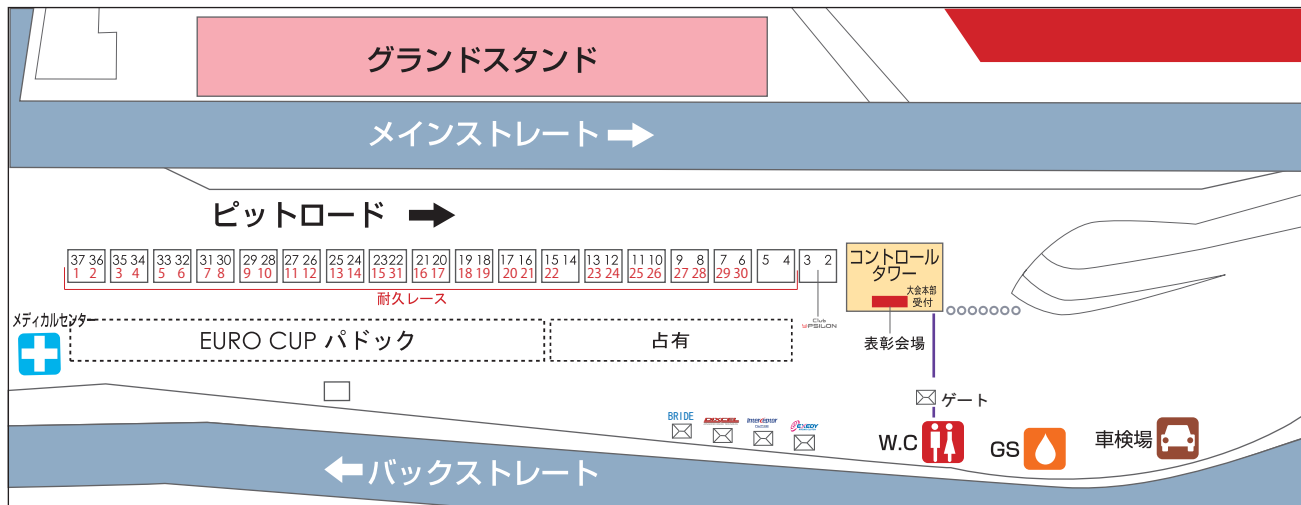 グランドスタンド
メインストレート
ピットロード
37 36 35 34 33 32 31 30 29 28 27 26 25 24 23 22 21 20 19 18 17 16 15 14 13 12 11 10 9 8 7 6 5 4 3 2
1 2 3 4 5 6 7 8 9 10 11 12 13 14 15 31 16 17 18 19 20 21 22 23 24 25 26 27 28 29 30
耐久レース
コントロール
タワー
大会本部
受付
Club
YPSILON
表彰会場
メディカルセンター
EURO CUP パドック
占有
ゲート
BRIDE
DIXCEL
EXEDY
W.C
GS
車検場
バックストレート